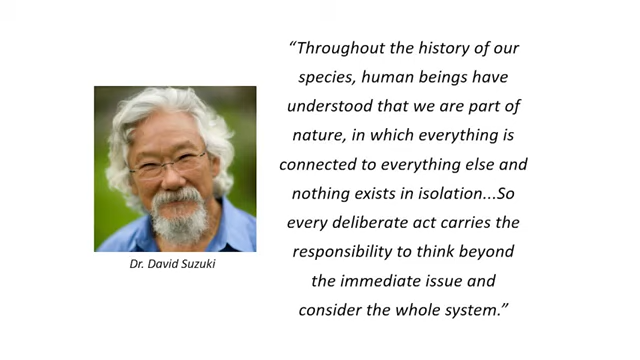 “Throughout the history of our
species, human beings have
understood that we are part of
nature, in which everything is
connected to everything else and
nothing exists in isolation...So
every deliberate act carries the
responsibility to think beyond
the immediate issue and
consider the whole system.”
Dr. David Suzuki